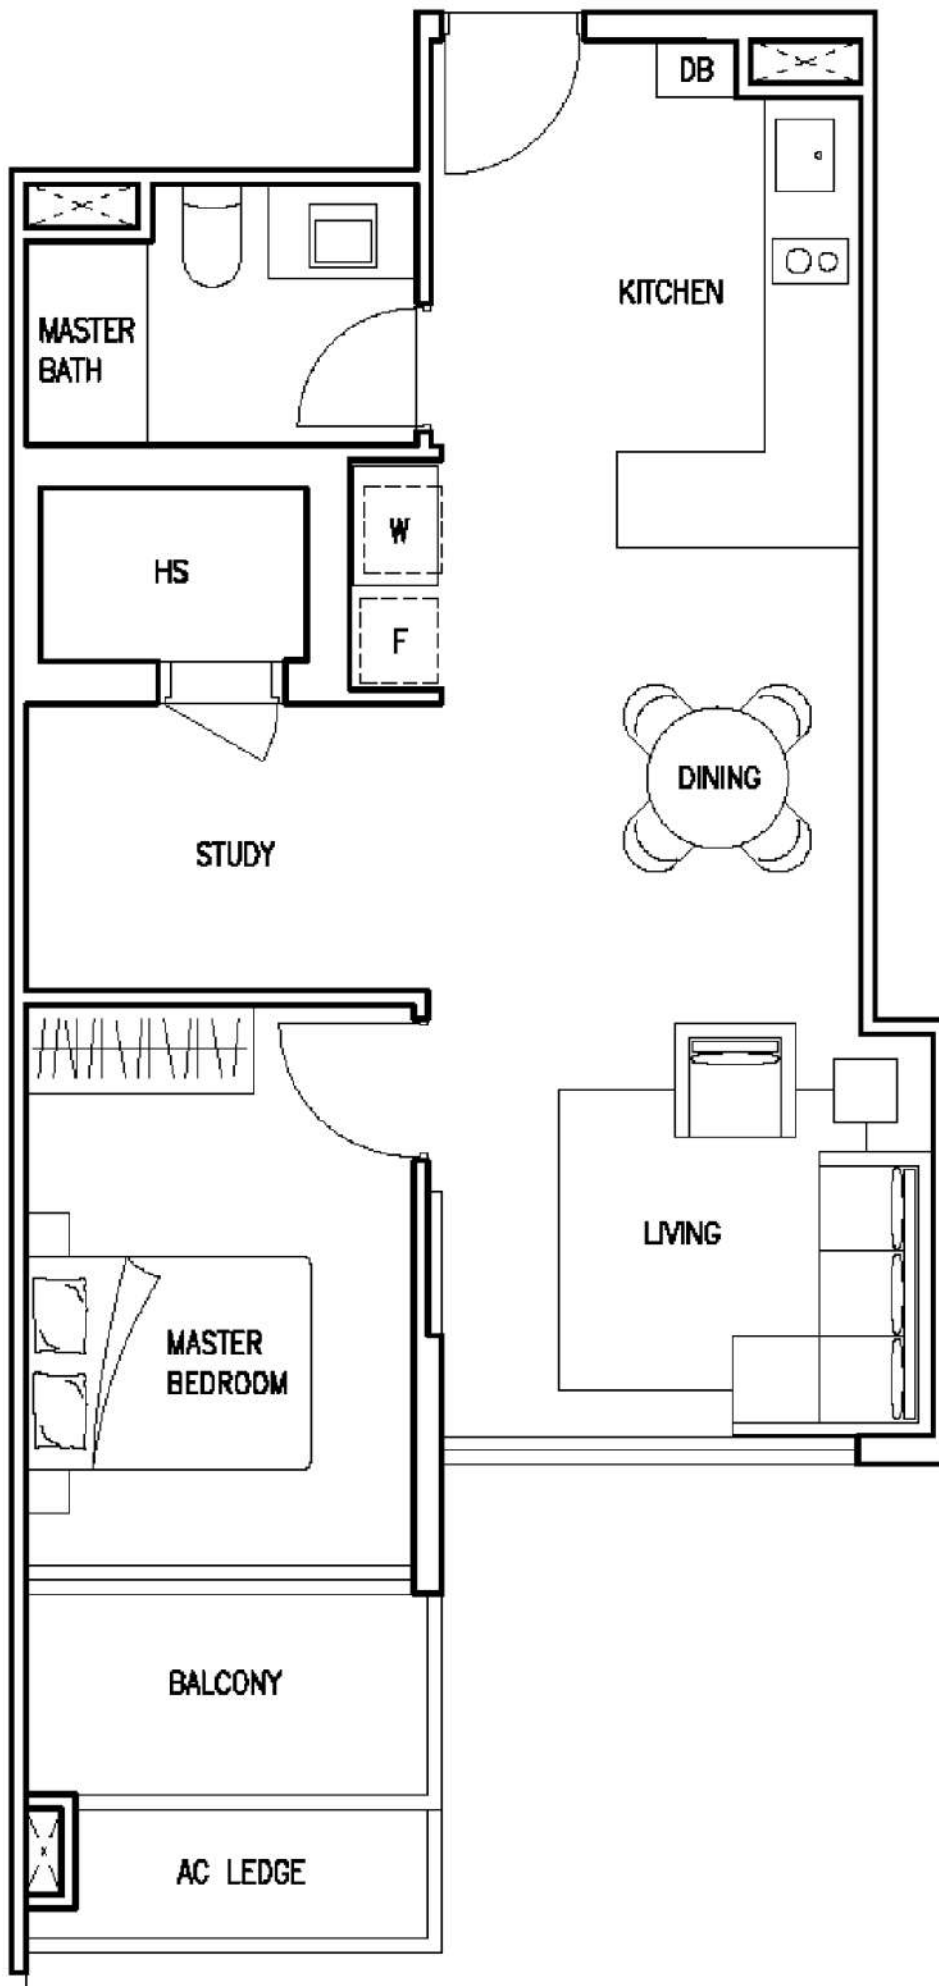 DB
KITCHEN
MASTER
BATH
W
HS
F
DINING
STUDY
LIVING
MASTER
BEDROOM
BALCONY
AC LEDGE